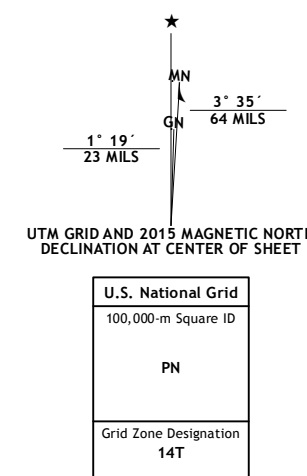 ★
MN
GN
3° 35´
64 MILS
1° 19´
23 MILS
UTM GRID AND 2015 MAGNETIC NORTH
DECLINATION AT CENTER OF SHEET
U.S. National Grid
100,000-m Square ID
PN
Grid Zone Designation
14T